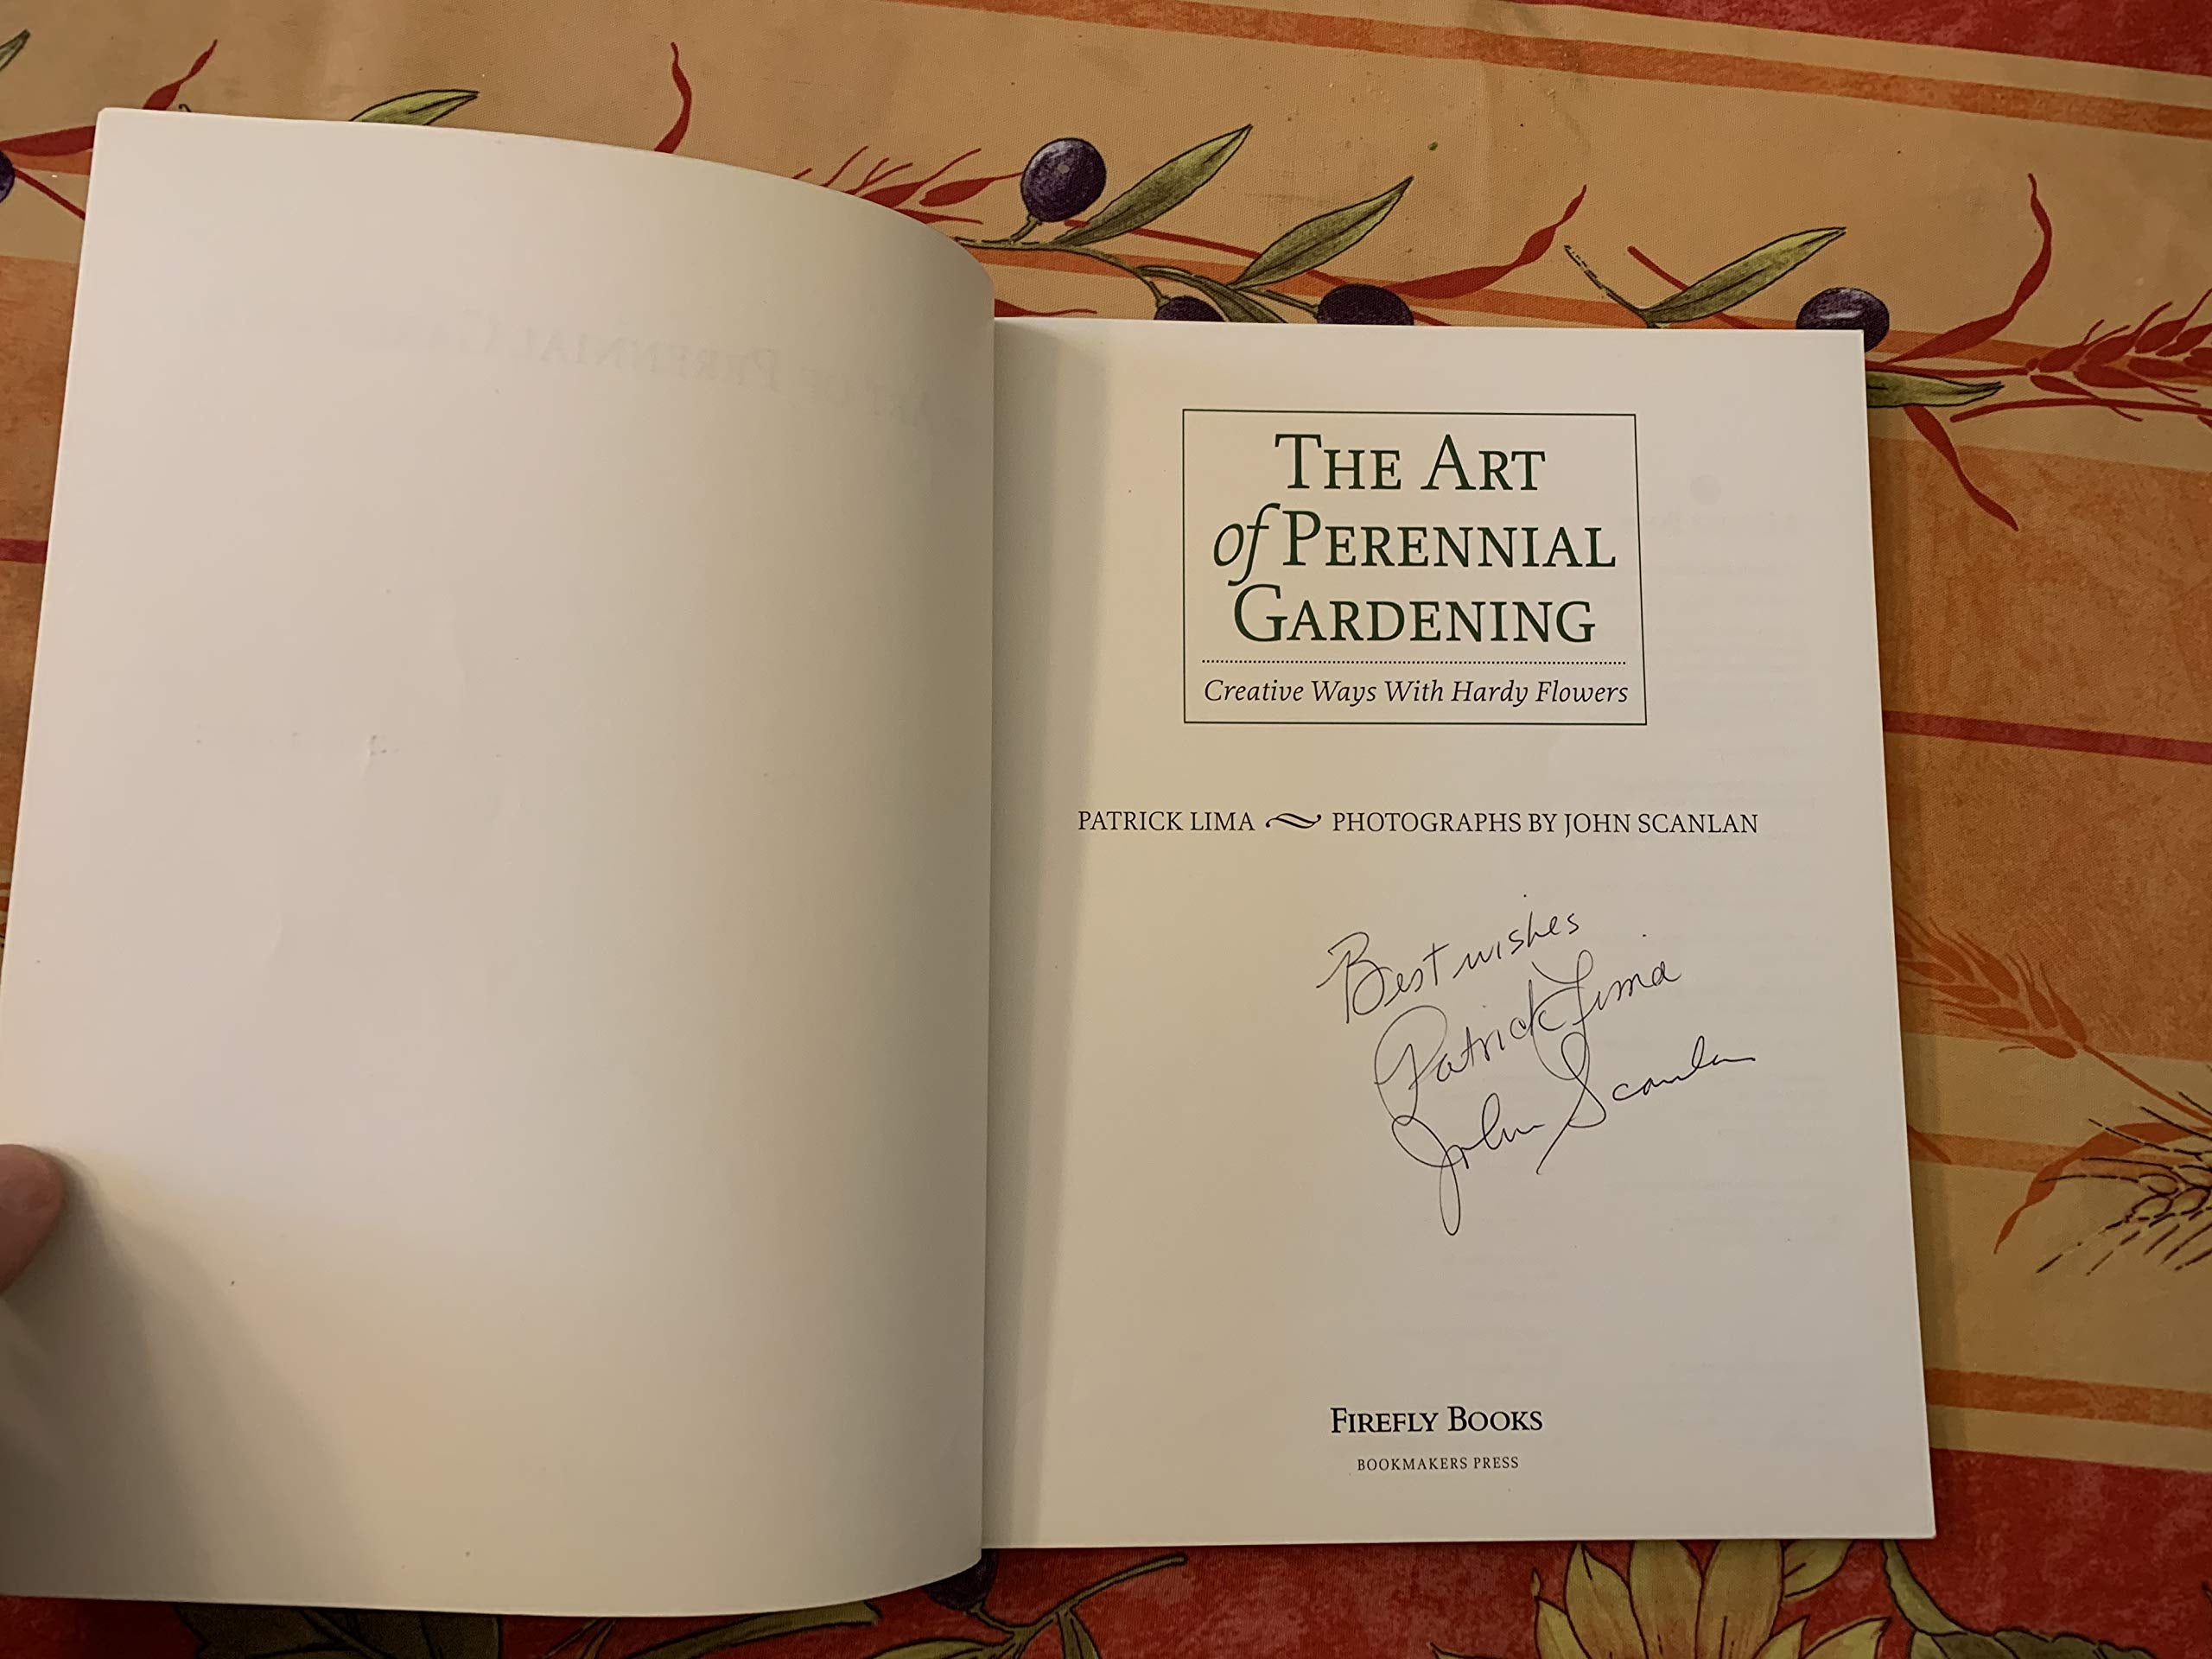 THE ART
of PERENNIAL
GARDENING
Creative Ways With Hardy Flowers
PATRICK LIMA PHOTOGRAPHS BY JOHN SCANLAN
Best wishes
Patrick Lima
John Scanlan
FIREFLY BOOKS
BOOKMAKERS PRESS